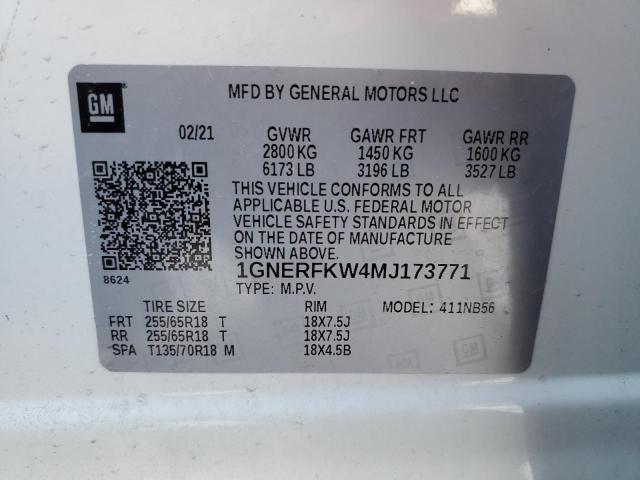 GM
MFD BY GENERAL MOTORS LLC
02/21 GVWR GAWR FRT GAWR RR
2800 KG 1450 KG 1600 KG
6173 LB 3196 LB 3527 LB
THIS VEHICLE CONFORMS TO ALL
APPLICABLE U.S. FEDERAL MOTOR
VEHICLE SAFETY STANDARDS IN EFFECT
ON THE DATE OF MANUFACTURE
SHOWN ABOVE.
8624
1GNERFKW4MJ173771
TYPE: M.P.V.
TIRE SIZE RIM MODEL: 411NB56
FRT 255/65R18 T 18X7.5J
RR 255/65R18 T 18X7.5J
SPA T135/70R18 M 18X4.5B